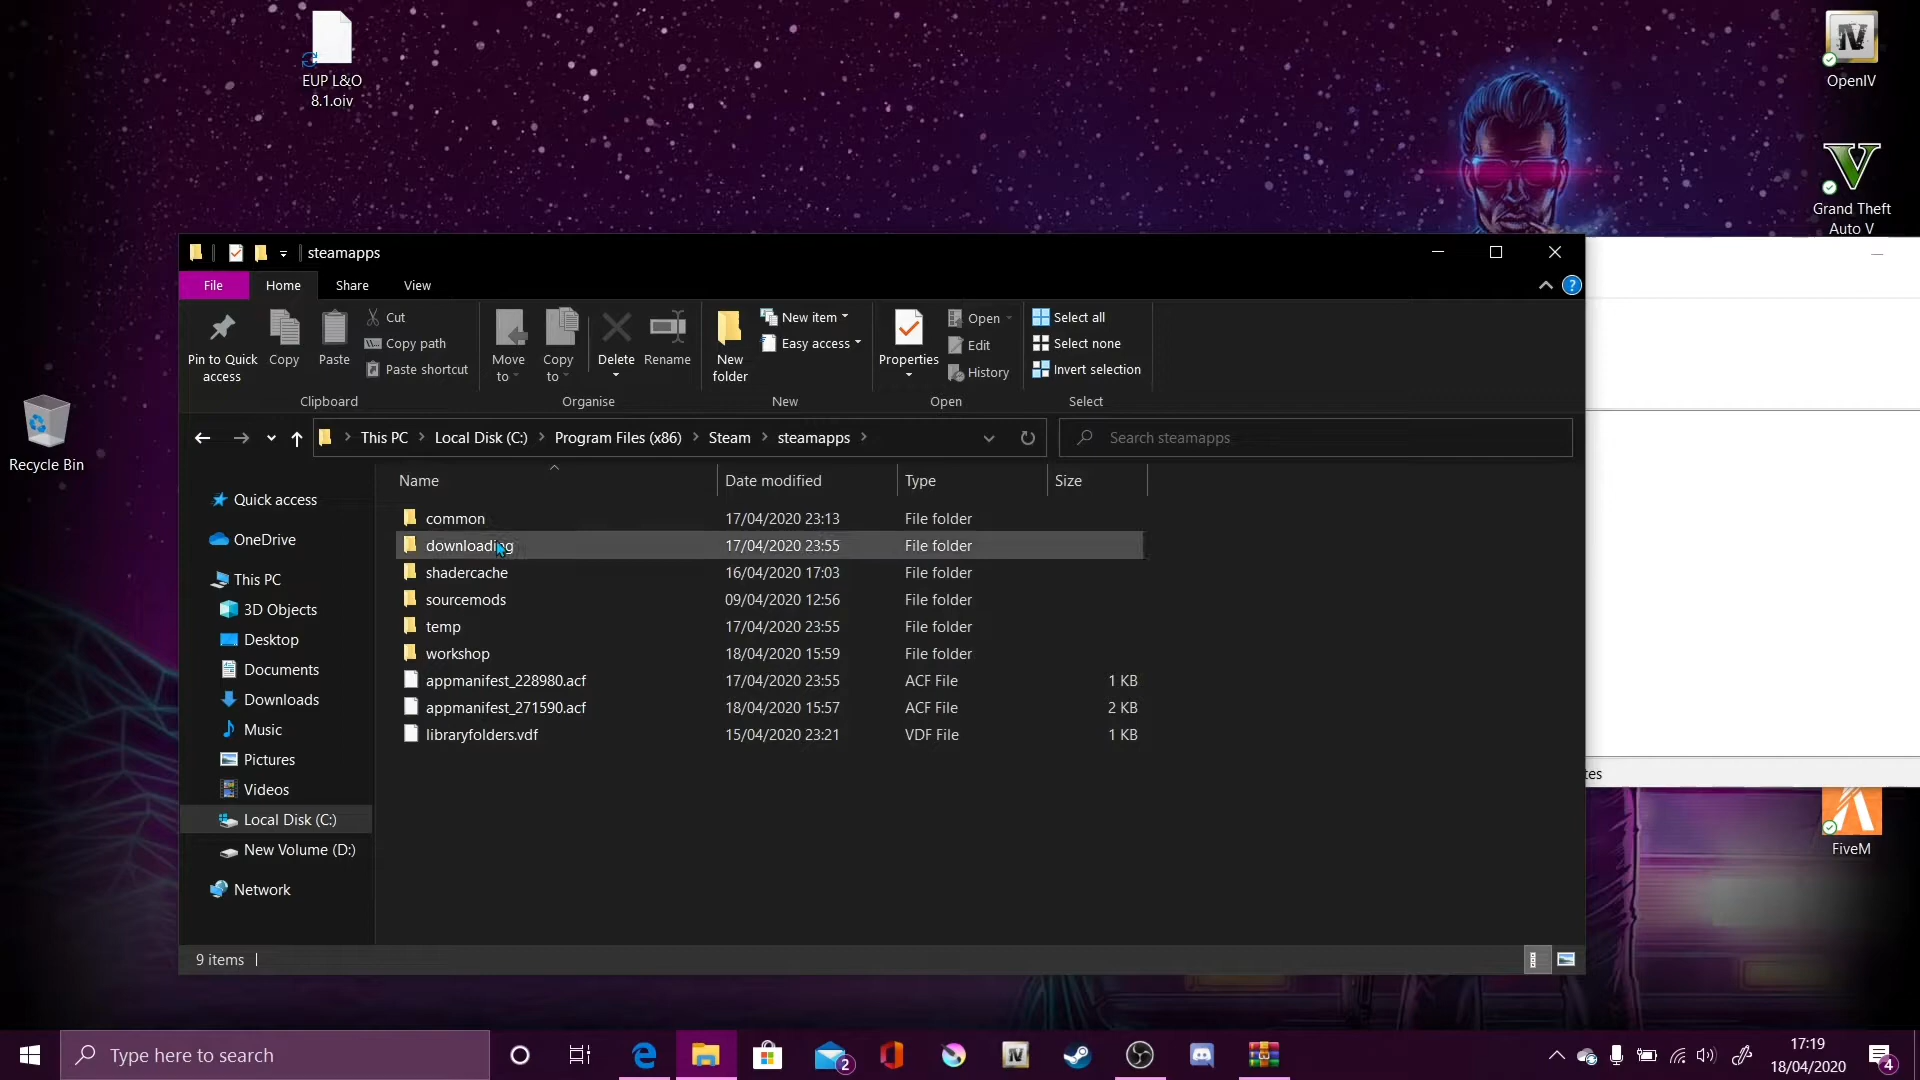 EUP L&O
8.1.oiv
OpenIV
Grand Theft
Auto V
Recycle Bin
steamapps
File
Home
Share
View
Pin to Quick
access
Copy
Paste
Cut
Copy path
Paste shortcut
Clipboard
Move
to
Copy
to
Delete
Rename
Organise
New
folder
New item
Easy access
New
Properties
Open
Edit
History
Open
Select all
Select none
Invert selection
Select
This PC
Local Disk (C:)
Program Files (x86)
Steam
steamapps
Search steamapps
Quick access
OneDrive
This PC
3D Objects
Desktop
Documents
Downloads
Music
Pictures
Videos
Local Disk (C:)
New Volume (D:)
Network
Name Date modified Type Size
common 17/04/2020 23:13 File folder
downloading 17/04/2020 23:55 File folder
shadercache 16/04/2020 17:03 File folder
sourcemods 09/04/2020 12:56 File folder
temp 17/04/2020 23:55 File folder
workshop 18/04/2020 15:59 File folder
appmanifest_228980.acf 17/04/2020 23:55 ACF File 1 KB
appmanifest_271590.acf 18/04/2020 15:57 ACF File 2 KB
libraryfolders.vdf 15/04/2020 23:21 VDF File 1 KB
9 items
tes
FiveM
Type here to search
2
17:19
18/04/2020
4